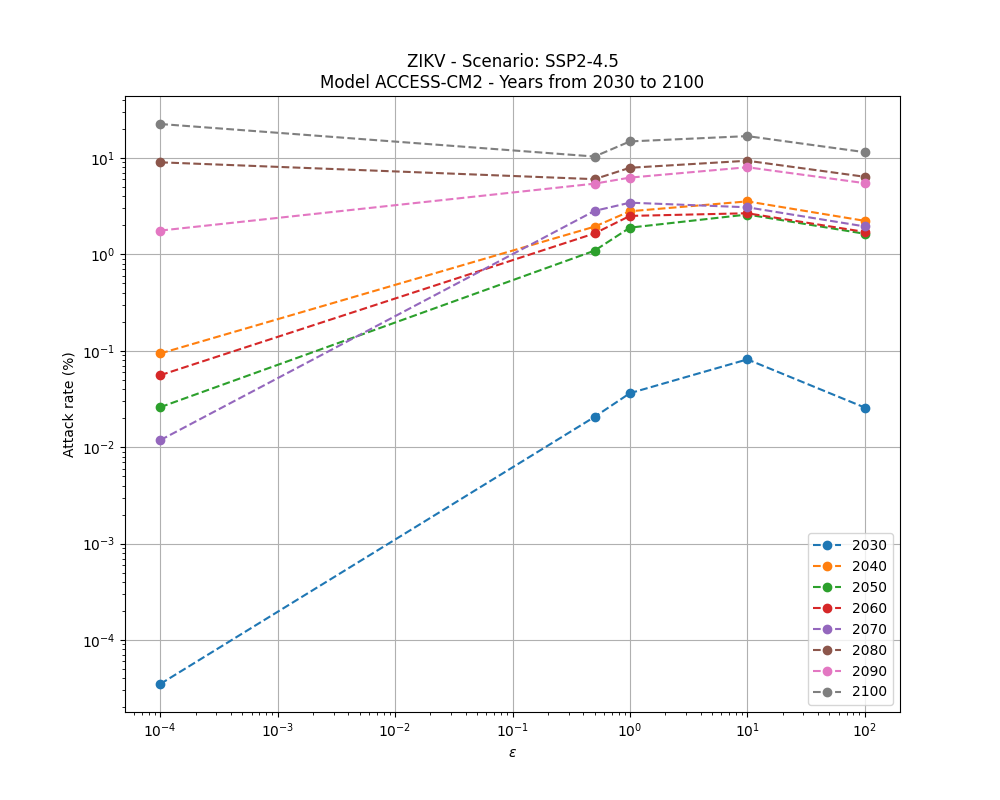 ZIKV - Scenario: SSP2-4.5
Model ACCESS-CM2 - Years from 2030 to 2100
Attack rate (%)
10¹
10⁰
10⁻¹
10⁻²
10⁻³
10⁻⁴
2030
2040
2050
2060
2070
2080
2090
2100
10⁻⁴ 10⁻³ 10⁻² 10⁻¹ 10⁰ 10¹ 10²
ε